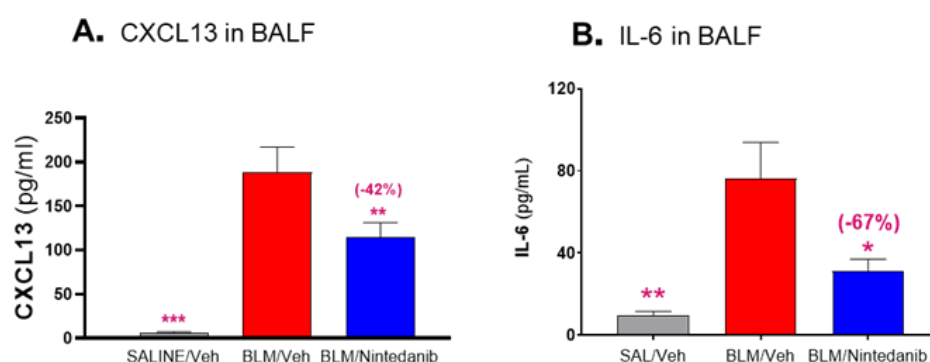 A. CXCL13 in BALF
CXCL13 (pg/ml)
250
200
150
100
50
0
(-42%)
**
***
SALINE/Veh BLM/Veh BLM/Nintedanib
B. IL-6 in BALF
IL-6 (pg/mL)
120
80
40
0
(-67%)
*
**
SAL/Veh BLM/Veh BLM/Nintedanib